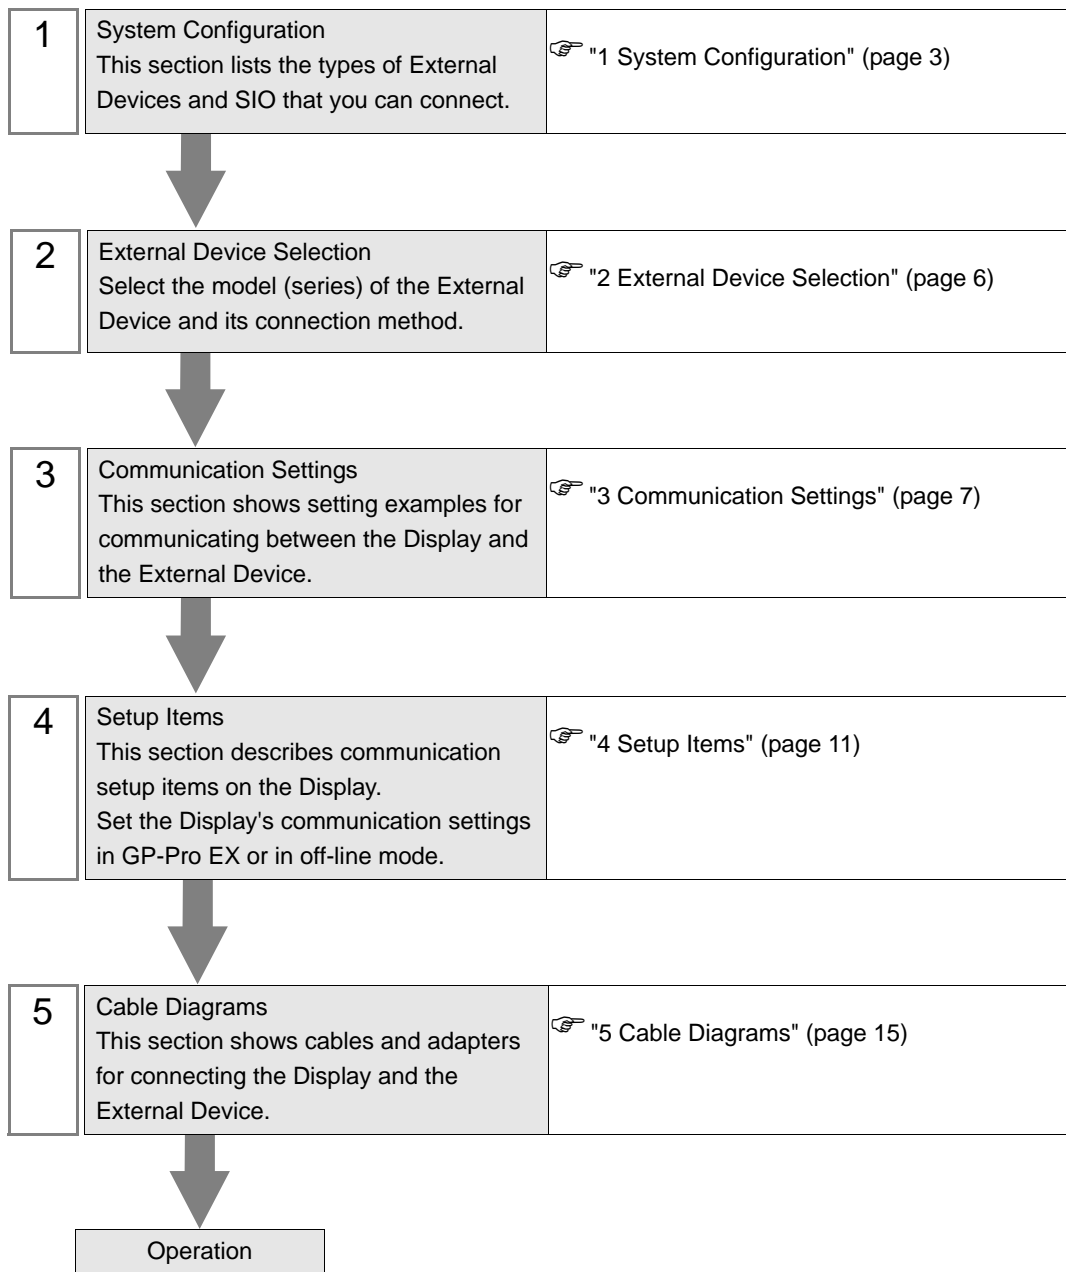 1
System Configuration
This section lists the types of External
Devices and SIO that you can connect.
"1 System Configuration" (page 3)
2
External Device Selection
Select the model (series) of the External
Device and its connection method.
"2 External Device Selection" (page 6)
3
Communication Settings
This section shows setting examples for
communicating between the Display and
the External Device.
"3 Communication Settings" (page 7)
4
Setup Items
This section describes communication
setup items on the Display.
Set the Display's communication settings
in GP-Pro EX or in off-line mode.
"4 Setup Items" (page 11)
5
Cable Diagrams
This section shows cables and adapters
for connecting the Display and the
External Device.
"5 Cable Diagrams" (page 15)
Operation